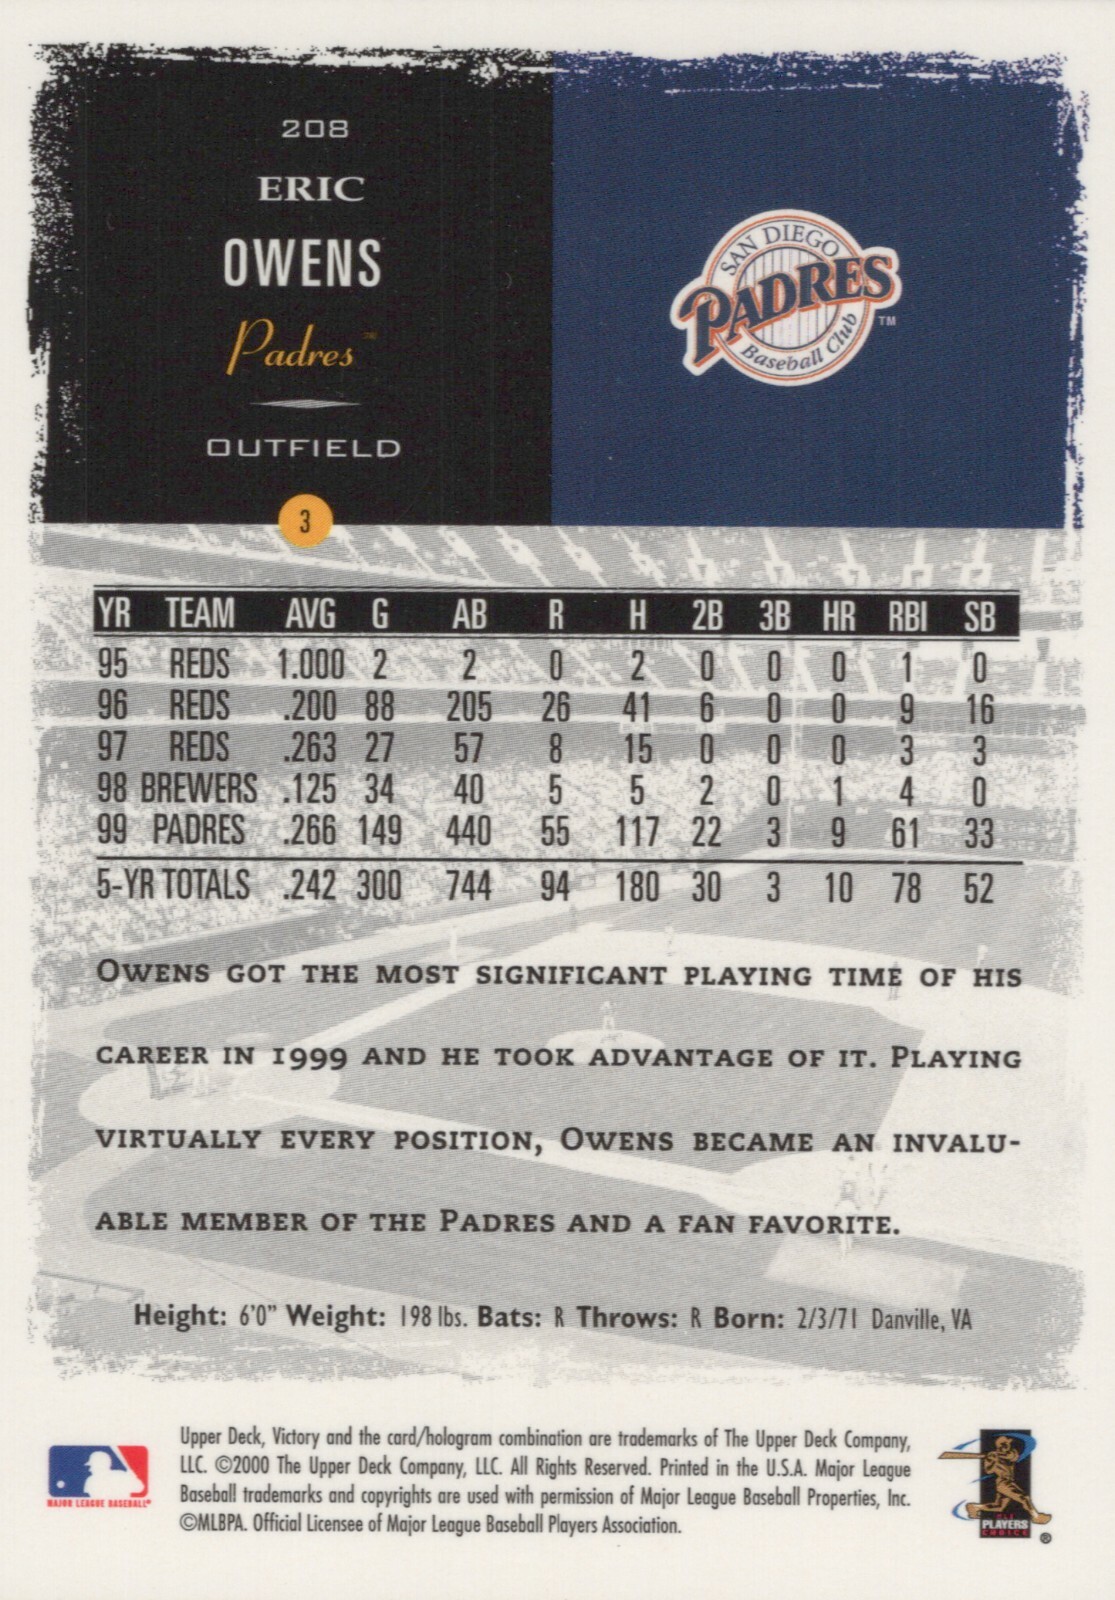 208
ERIC
OWENS
Padres™
OUTFIELD
SAN DIEGO
PADRES
Baseball Club
TM
3
YR TEAM AVG G AB R H 2B 3B HR RBI SB
95 REDS 1.000 2 2 0 2 0 0 0 1 0
96 REDS .200 88 205 26 41 6 0 0 9 16
97 REDS .263 27 57 8 15 0 0 0 3 3
98 BREWERS .125 34 40 5 5 2 0 1 4 0
99 PADRES .266 149 440 55 117 22 3 9 61 33
5-YR TOTALS .242 300 744 94 180 30 3 10 78 52
OWENS GOT THE MOST SIGNIFICANT PLAYING TIME OF HIS
CAREER IN 1999 AND HE TOOK ADVANTAGE OF IT. PLAYING
VIRTUALLY EVERY POSITION, OWENS BECAME AN INVALU-
ABLE MEMBER OF THE PADRES AND A FAN FAVORITE.
Height: 6'0" Weight: 198 lbs. Bats: R Throws: R Born: 2/3/71 Danville, VA
Upper Deck, Victory and the card/hologram combination are trademarks of The Upper Deck Company,
LLC. ©2000 The Upper Deck Company, LLC. All Rights Reserved. Printed in the U.S.A. Major League
Baseball trademarks and copyrights are used with permission of Major League Baseball Properties, Inc.
©MLBPA. Official Licensee of Major League Baseball Players Association.
MAJOR LEAGUE BASEBALL®
PLAYERS
CHOICE
®